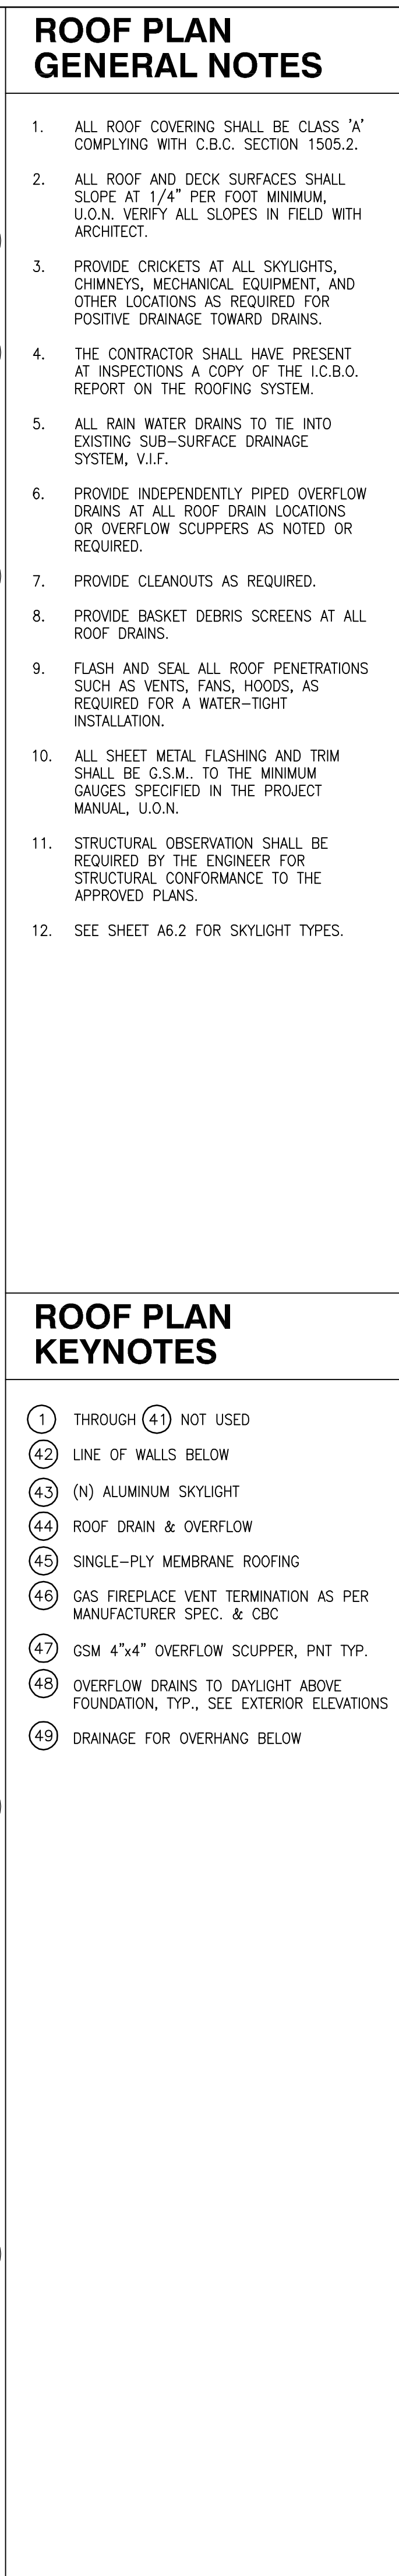 ROOF PLAN
GENERAL NOTES
1. ALL ROOF COVERING SHALL BE CLASS 'A'
COMPLYING WITH C.B.C. SECTION 1505.2.
2. ALL ROOF AND DECK SURFACES SHALL
SLOPE AT 1/4" PER FOOT MINIMUM,
U.O.N. VERIFY ALL SLOPES IN FIELD WITH
ARCHITECT.
3. PROVIDE CRICKETS AT ALL SKYLIGHTS,
CHIMNEYS, MECHANICAL EQUIPMENT, AND
OTHER LOCATIONS AS REQUIRED FOR
POSITIVE DRAINAGE TOWARD DRAINS.
4. THE CONTRACTOR SHALL HAVE PRESENT
AT INSPECTIONS A COPY OF THE I.C.B.O.
REPORT ON THE ROOFING SYSTEM.
5. ALL RAIN WATER DRAINS TO TIE INTO
EXISTING SUB-SURFACE DRAINAGE
SYSTEM, V.I.F.
6. PROVIDE INDEPENDENTLY PIPED OVERFLOW
DRAINS AT ALL ROOF DRAIN LOCATIONS
OR OVERFLOW SCUPPERS AS NOTED OR
REQUIRED.
7. PROVIDE CLEANOUTS AS REQUIRED.
8. PROVIDE BASKET DEBRIS SCREENS AT ALL
ROOF DRAINS.
9. FLASH AND SEAL ALL ROOF PENETRATIONS
SUCH AS VENTS, FANS, HOODS, AS
REQUIRED FOR A WATER-TIGHT
INSTALLATION.
10. ALL SHEET METAL FLASHING AND TRIM
SHALL BE G.S.M.. TO THE MINIMUM
GAUGES SPECIFIED IN THE PROJECT
MANUAL, U.O.N.
11. STRUCTURAL OBSERVATION SHALL BE
REQUIRED BY THE ENGINEER FOR
STRUCTURAL CONFORMANCE TO THE
APPROVED PLANS.
12. SEE SHEET A6.2 FOR SKYLIGHT TYPES.
ROOF PLAN
KEYNOTES
1 THROUGH 41 NOT USED
42 LINE OF WALLS BELOW
43 (N) ALUMINUM SKYLIGHT
44 ROOF DRAIN & OVERFLOW
45 SINGLE-PLY MEMBRANE ROOFING
46 GAS FIREPLACE VENT TERMINATION AS PER
MANUFACTURER SPEC. & CBC
47 GSM 4"x4" OVERFLOW SCUPPER, PNT TYP.
48 OVERFLOW DRAINS TO DAYLIGHT ABOVE
FOUNDATION, TYP., SEE EXTERIOR ELEVATIONS
49 DRAINAGE FOR OVERHANG BELOW